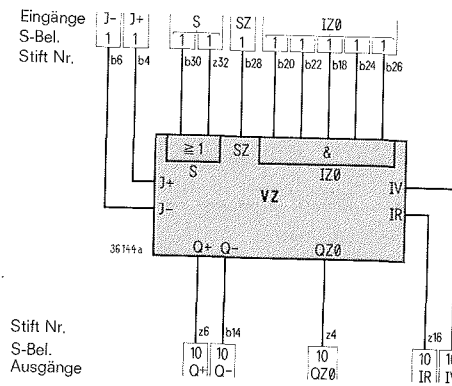 Eingänge J- J+ S SZ IZ0
S-Bel. 1 1 1 1 1 1 1 1 1 1
Stift Nr. b6 b4 b30 z32 b28 b20 b22 b18 b24 b26
≧1 SZ &
S IZ0
J+ VZ IV
J- IR
36144a Q+ Q- QZ0
Stift Nr. z6 b14 z4 z16
S-Bel. 10 10 10 10
Ausgänge Q+ Q- QZ0 IR